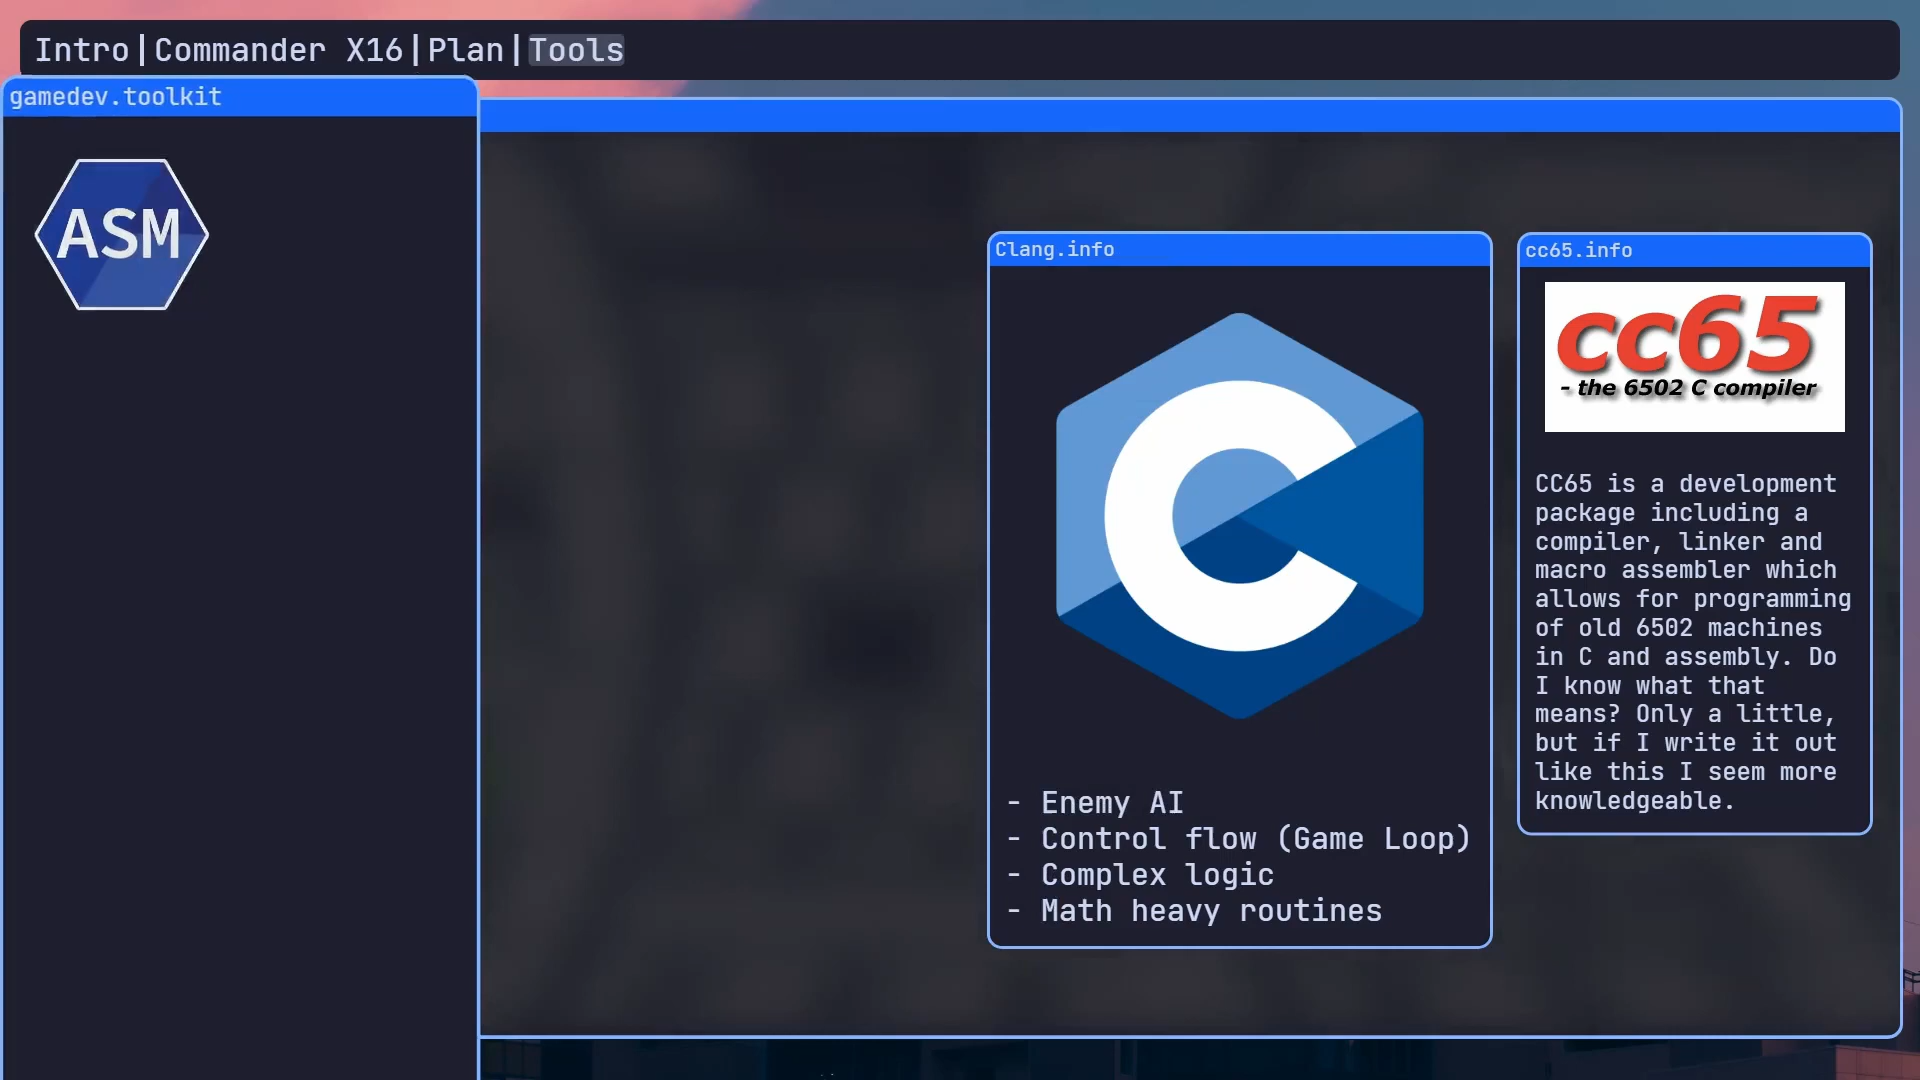 Intro|Commander X16|Plan|Tools
gamedev.toolkit
ASM
Clang.info
C
- Enemy AI
- Control flow (Game Loop)
- Complex logic
- Math heavy routines
cc65.info
cc65
- the 6502 C compiler
CC65 is a development
package including a
compiler, linker and
macro assembler which
allows for programming
of old 6502 machines
in C and assembly. Do
I know what that
means? Only a little,
but if I write it out
like this I seem more
knowledgeable.